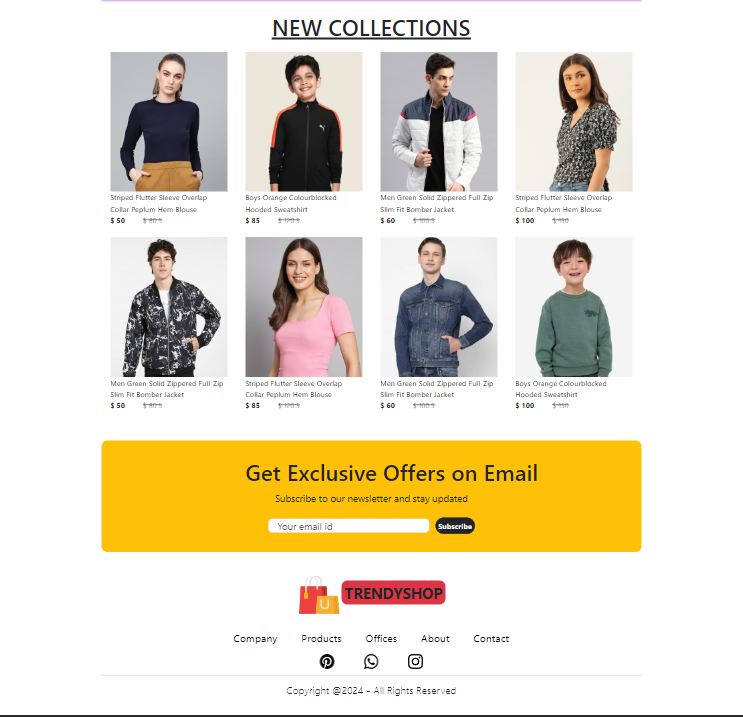 NEW COLLECTIONS
Striped Flutter Sleeve Overlap Collar Peplum Hem Blouse
$ 50 $ 80.5
Boys Orange Colourblocked Hooded Sweatshirt
$ 85 $ 120.5
Men Green Solid Zippered Full Zip Slim Fit Bomber Jacket
$ 60 $ 100.5
Striped Flutter Sleeve Overlap Collar Peplum Hem Blouse
$ 100 $ 150
Men Green Solid Zippered Full Zip Slim Fit Bomber Jacket
$ 50 $ 80.5
Striped Flutter Sleeve Overlap Collar Peplum Hem Blouse
$ 85 $ 120.5
Men Green Solid Zippered Full Zip Slim Fit Bomber Jacket
$ 60 $ 100.5
Boys Orange Colourblocked Hooded Sweatshirt
$ 100 $ 150
Get Exclusive Offers on Email
Subscribe to our newsletter and stay updated
Your email id Subscribe
U TRENDYSHOP
Company Products Offices About Contact
Copyright @2024 - All Rights Reserved